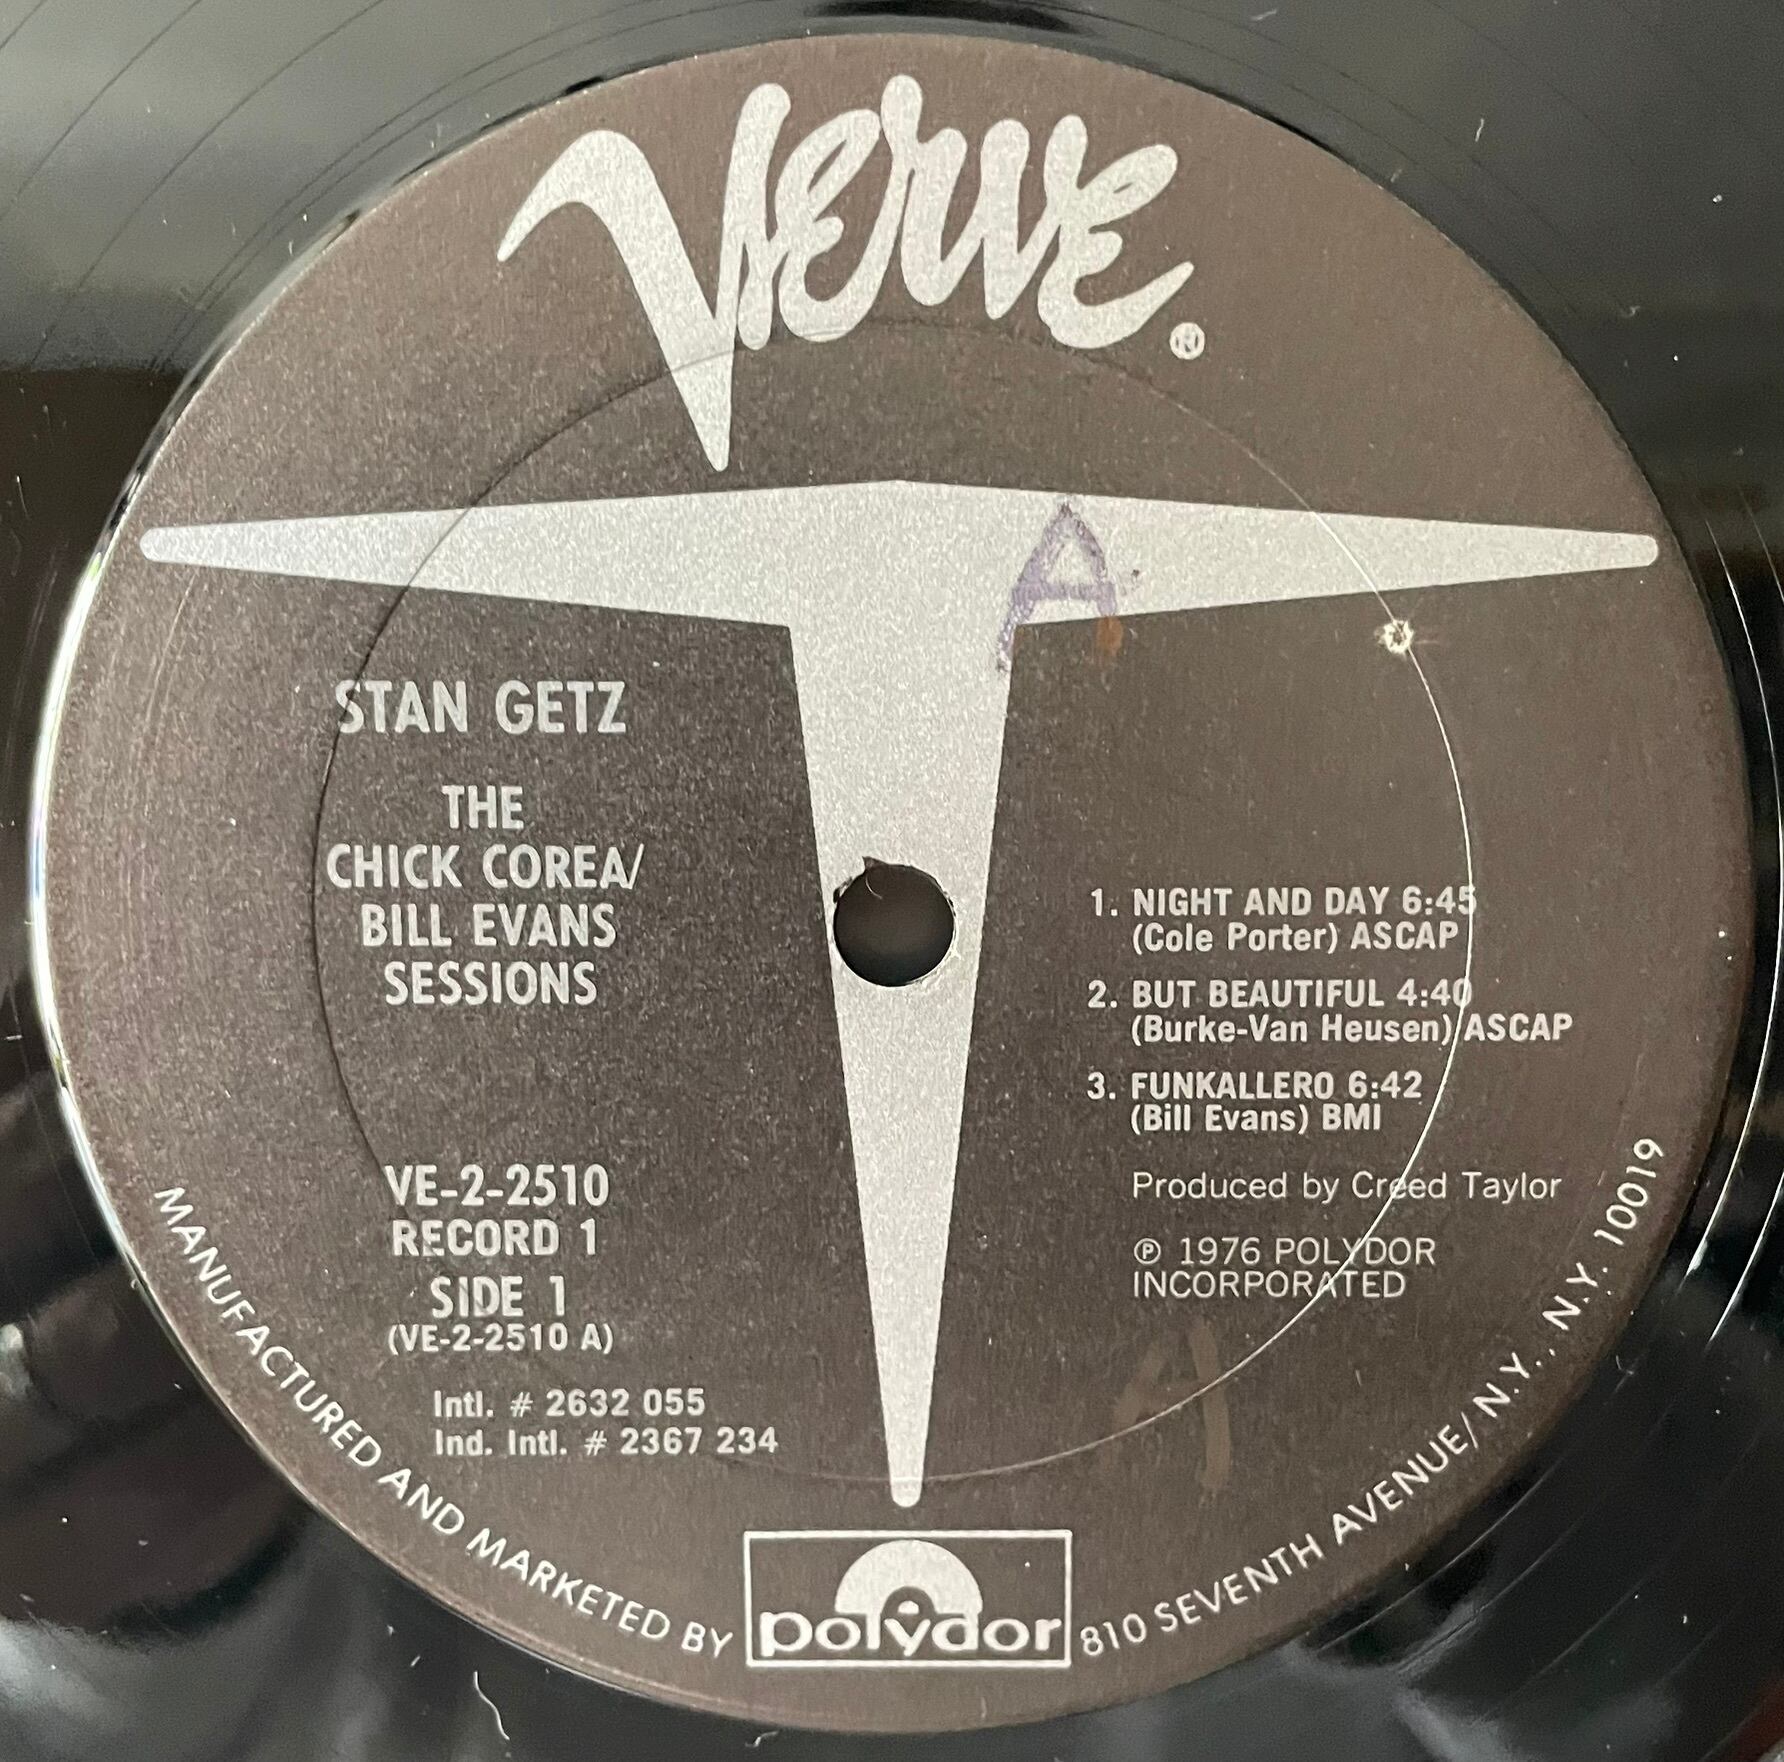 Verve®
A
STAN GETZ
THE
CHICK COREA/
BILL EVANS
SESSIONS
1. NIGHT AND DAY 6:45
(Cole Porter) ASCAP
2. BUT BEAUTIFUL 4:40
(Burke-Van Heusen) ASCAP
3. FUNKALLERO 6:42
(Bill Evans) BMI
Produced by Creed Taylor
℗ 1976 POLYDOR
INCORPORATED
VE-2-2510
RECORD 1
SIDE 1
(VE-2-2510 A)
Intl. # 2632 055
Ind. Intl. # 2367 234
A
MANUFACTURED AND MARKETED BY polydor 810 SEVENTH AVENUE/ N.Y., N.Y. 10019